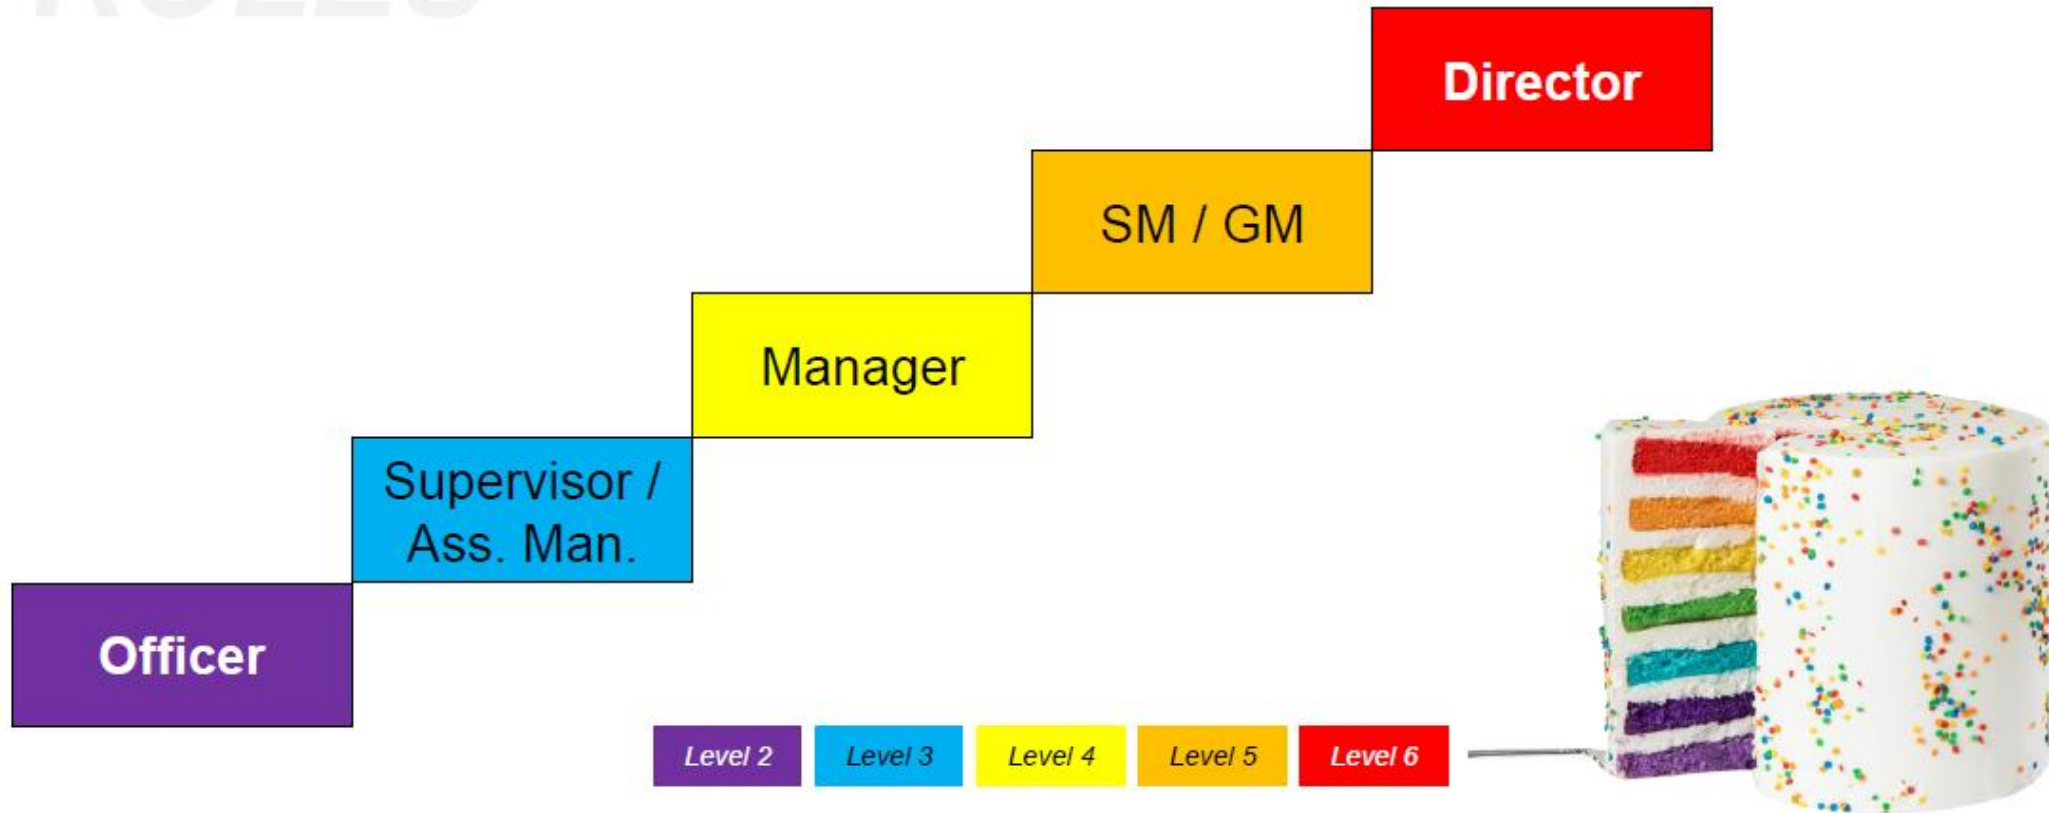 Director
SM / GM
Manager
Supervisor /
Ass. Man.
Officer
Level 2
Level 3
Level 4
Level 5
Level 6